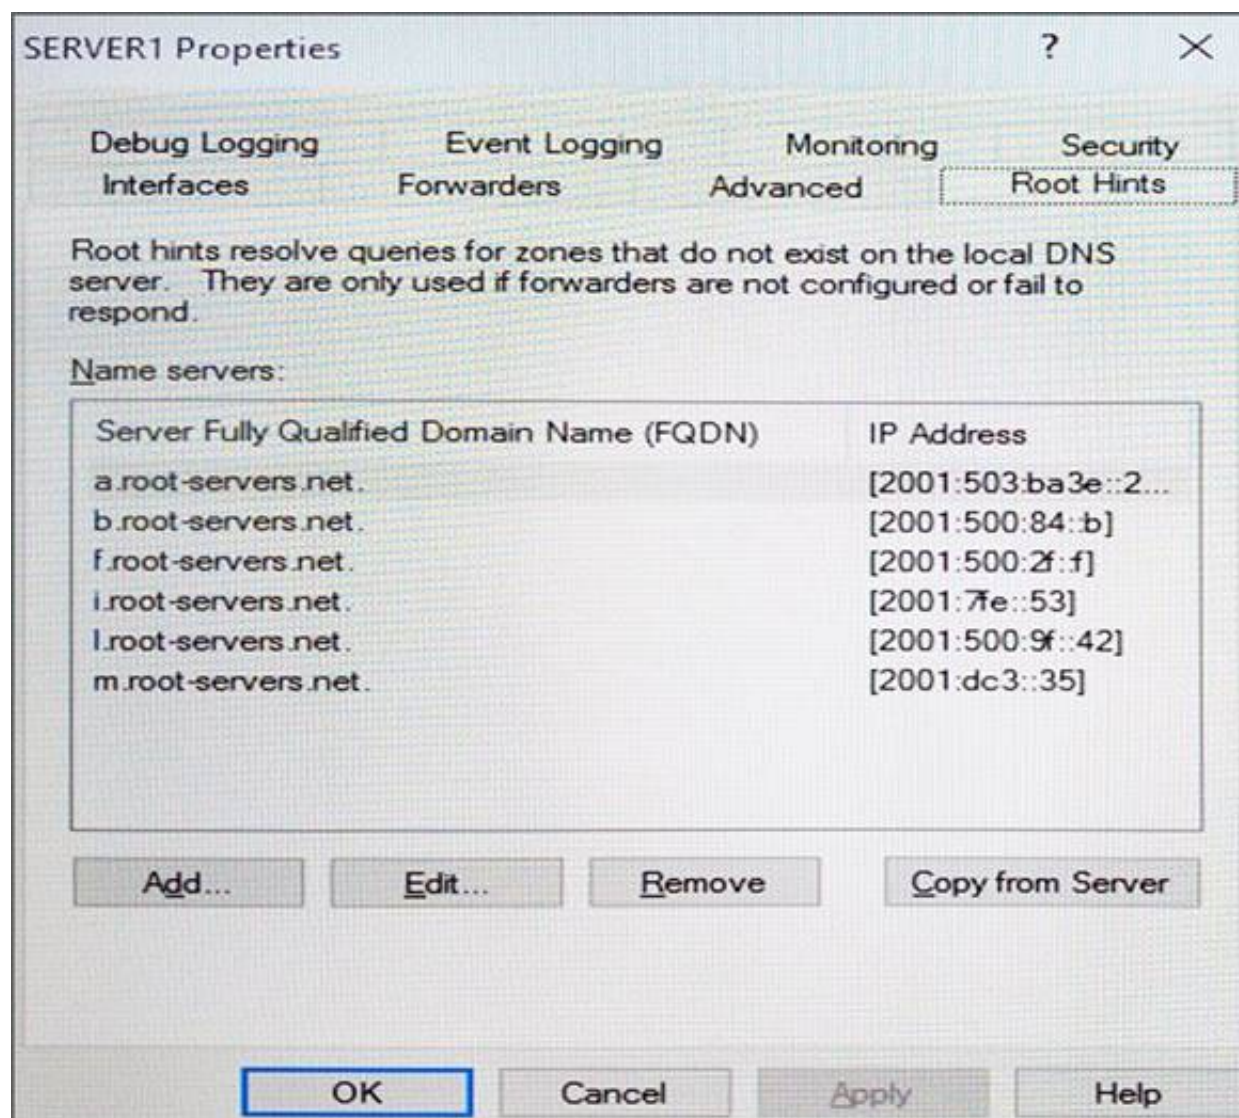 SERVER1 Properties ? ×
Debug Logging Event Logging Monitoring Security
Interfaces Forwarders Advanced Root Hints
Root hints resolve queries for zones that do not exist on the local DNS
server. They are only used if forwarders are not configured or fail to
respond.
Name servers:
Server Fully Qualified Domain Name (FQDN) IP Address
a.root-servers.net. [2001:503:ba3e::2...
b.root-servers.net. [2001:500:84::b]
f.root-servers.net. [2001:500:2f::f]
i.root-servers.net. [2001:7fe::53]
l.root-servers.net. [2001:500:9f::42]
m.root-servers.net. [2001:dc3::35]
Add... Edit... Remove Copy from Server
OK Cancel Apply Help